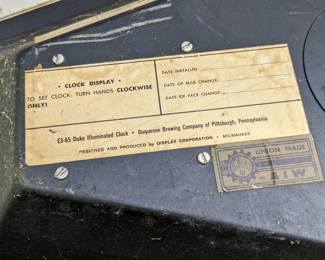 • CLOCK DISPLAY •
TO SET CLOCK, TURN HANDS CLOCKWISE
ONLY!
DATE INSTALLED
DATE OF BULB CHANGE
DATE OF FACE CHANGE
E3-65 Duke Illuminated Clock • Duquesne Brewing Company of Pittsburgh, Pennsylvania
DESIGNED AND PRODUCED by DISPLAY CORPORATION • MILWAUKEE
UNION MADE
AIW